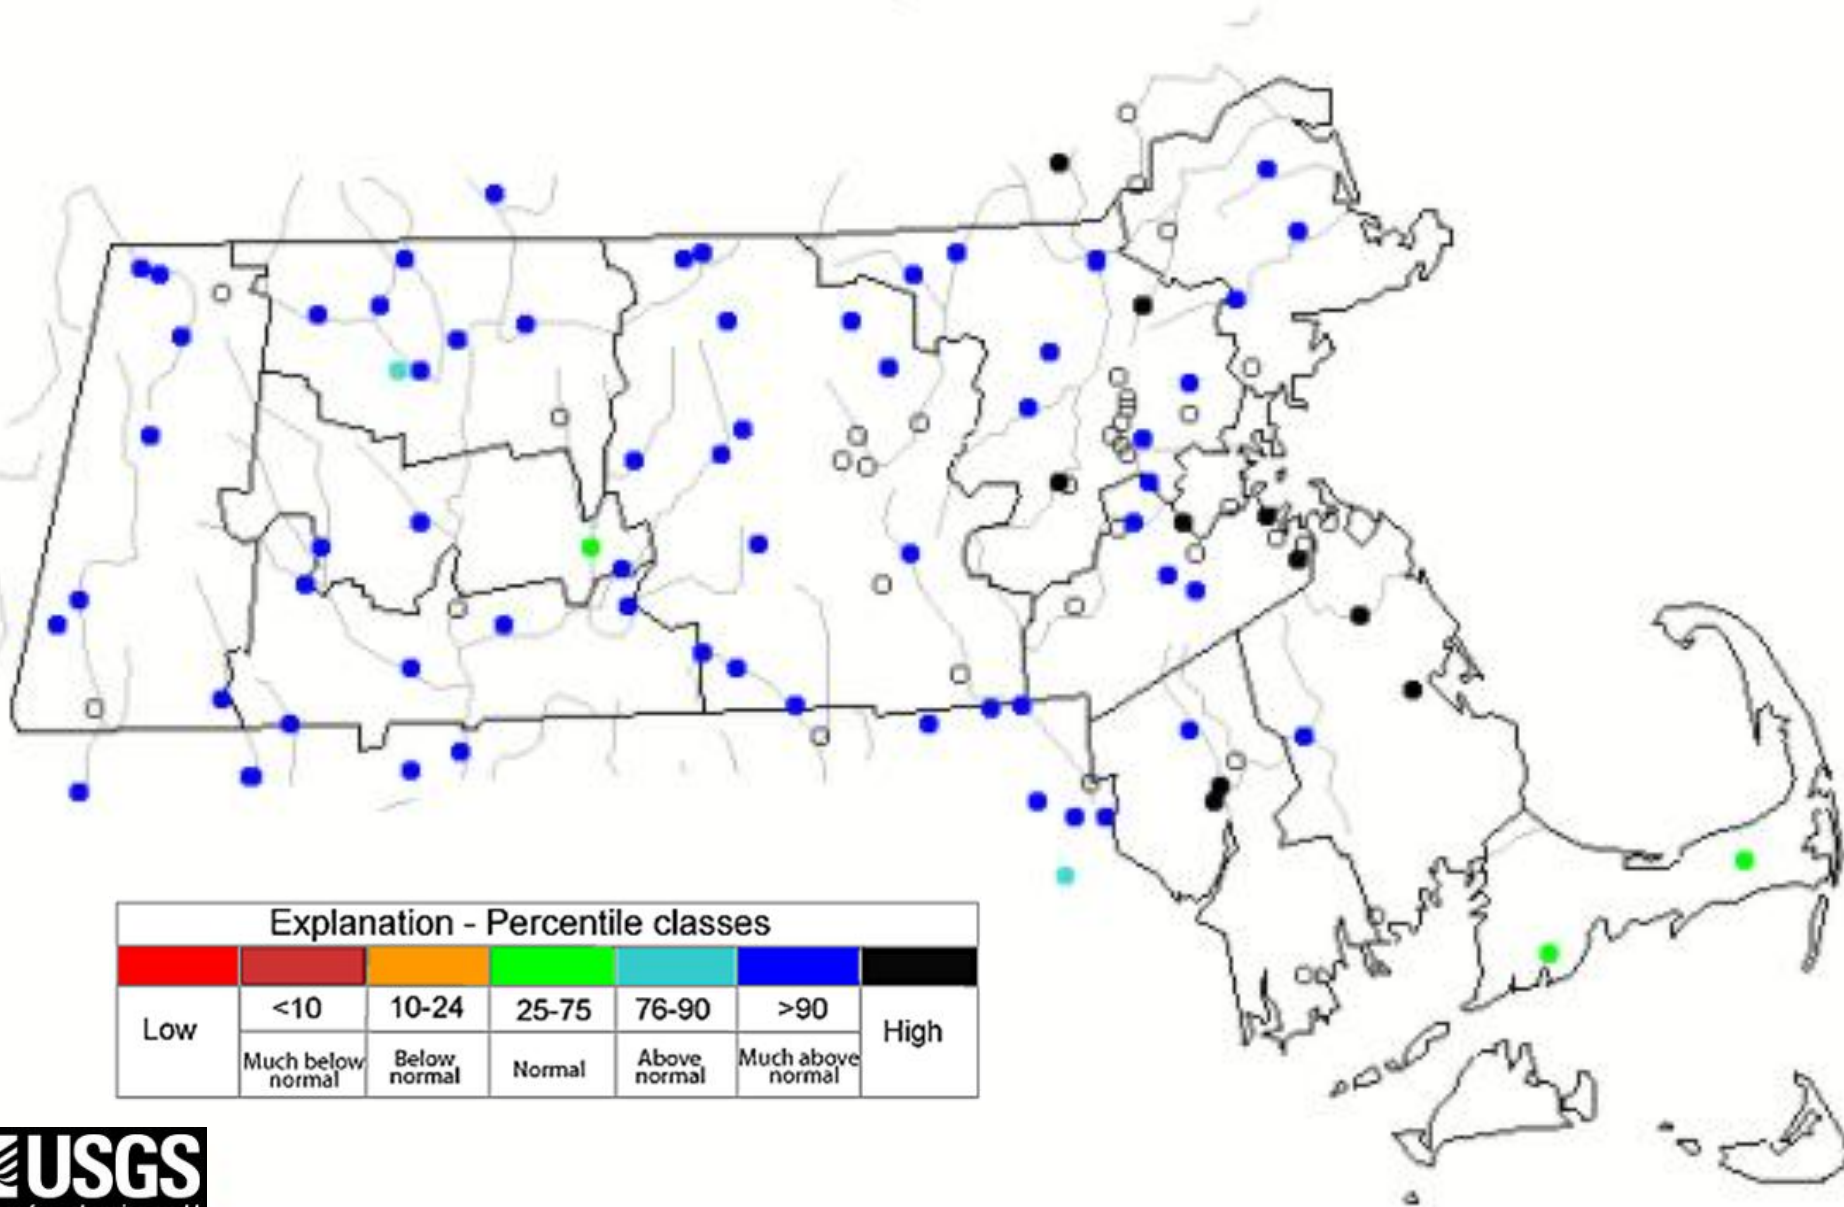 Explanation - Percentile classes
Low
<10
10-24
25-75
76-90
>90
High
Much below
normal
Below
normal
Normal
Above
normal
Much above
normal
USGS